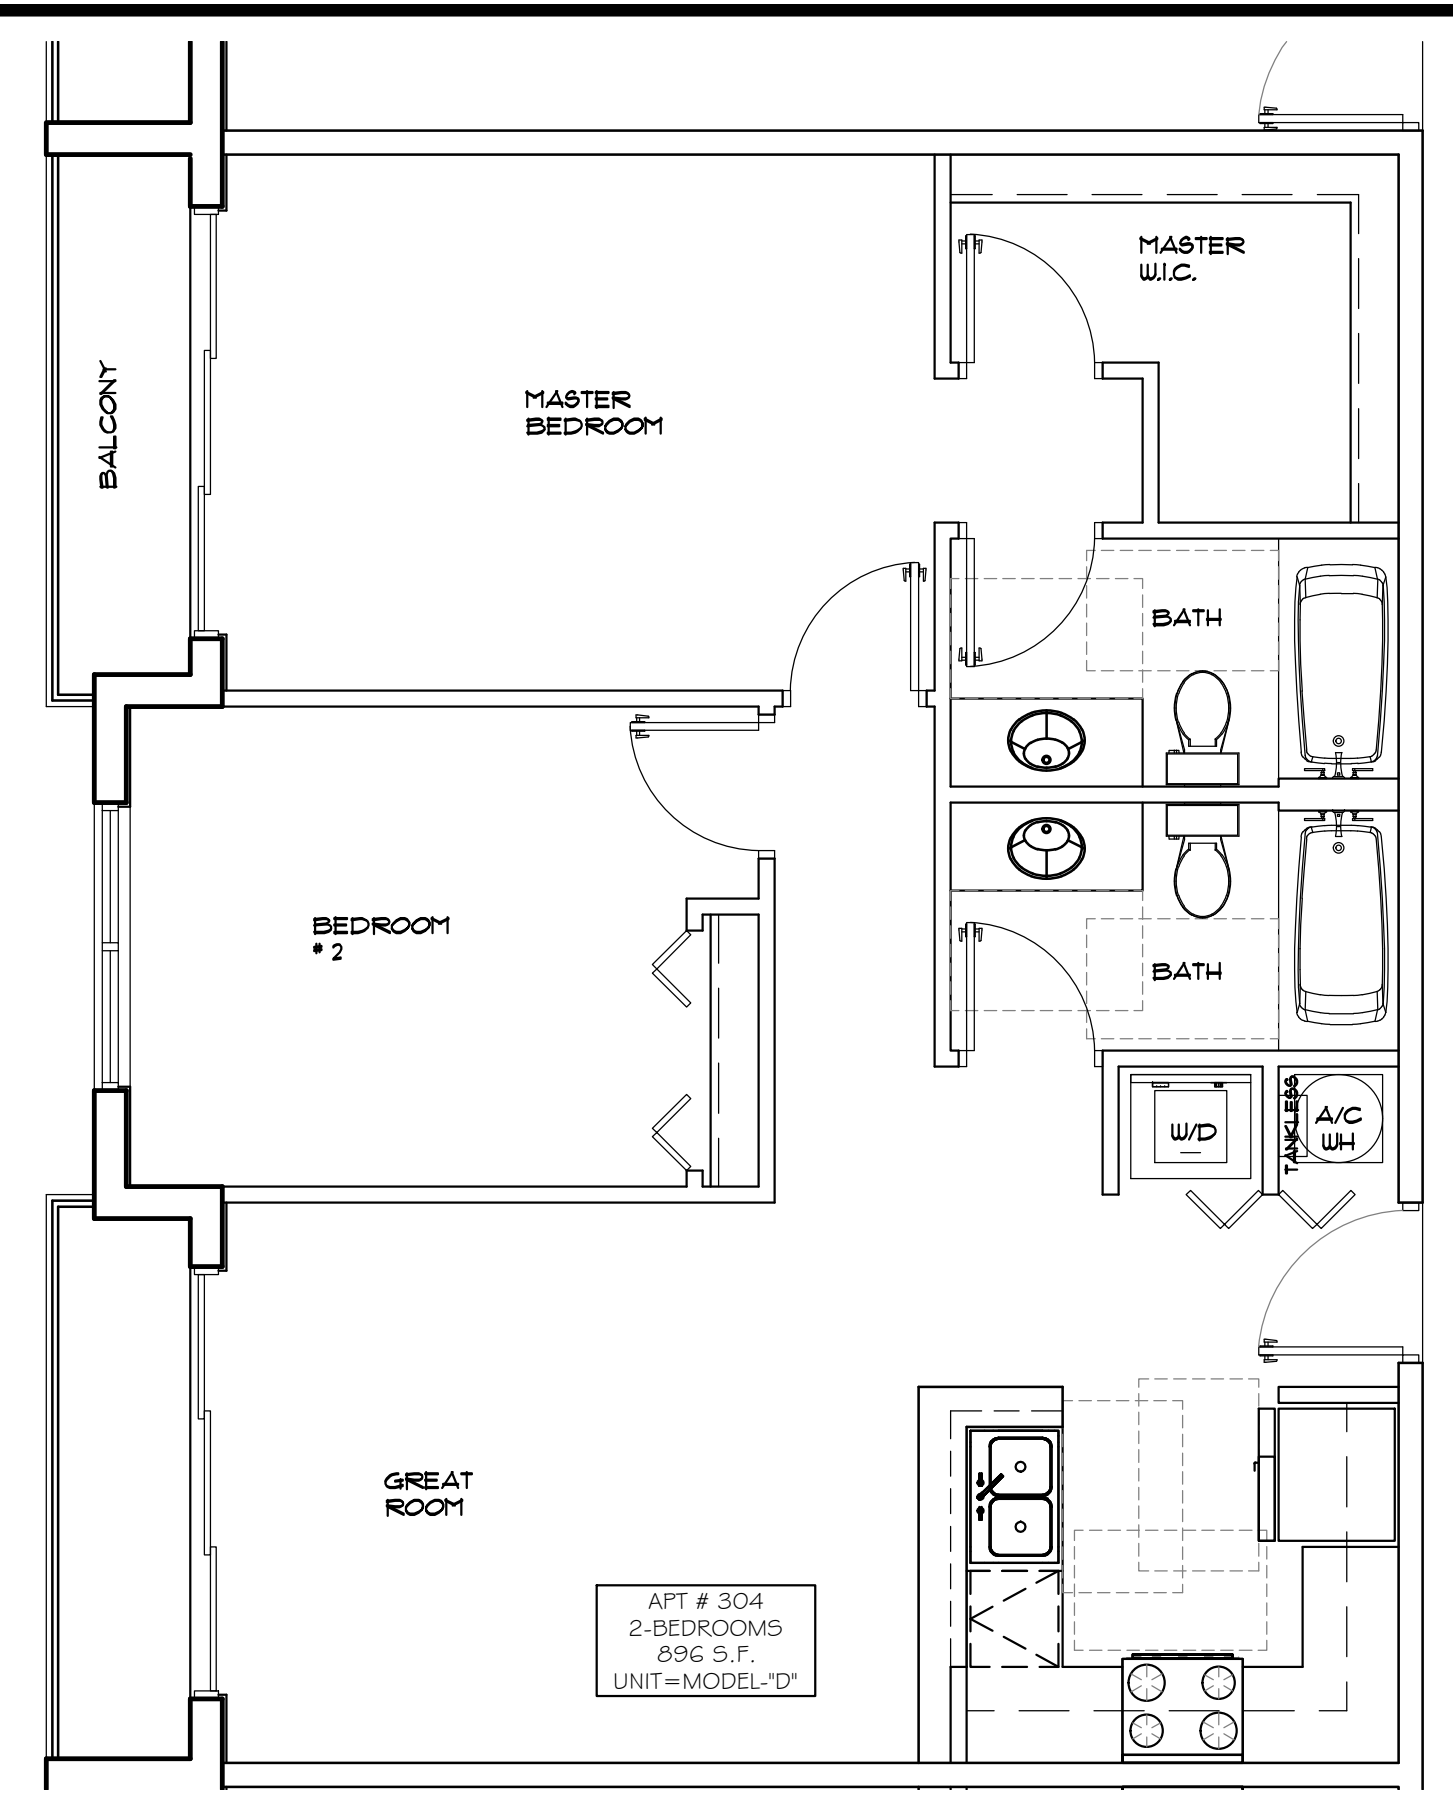 MASTER
W.I.C.
BALCONY
MASTER
BEDROOM
BATH
BEDROOM
# 2
BATH
W/D
TANKLESS
A/C
WH
GREAT
ROOM
APT # 304
2-BEDROOMS
896 S.F.
UNIT=MODEL-"D"